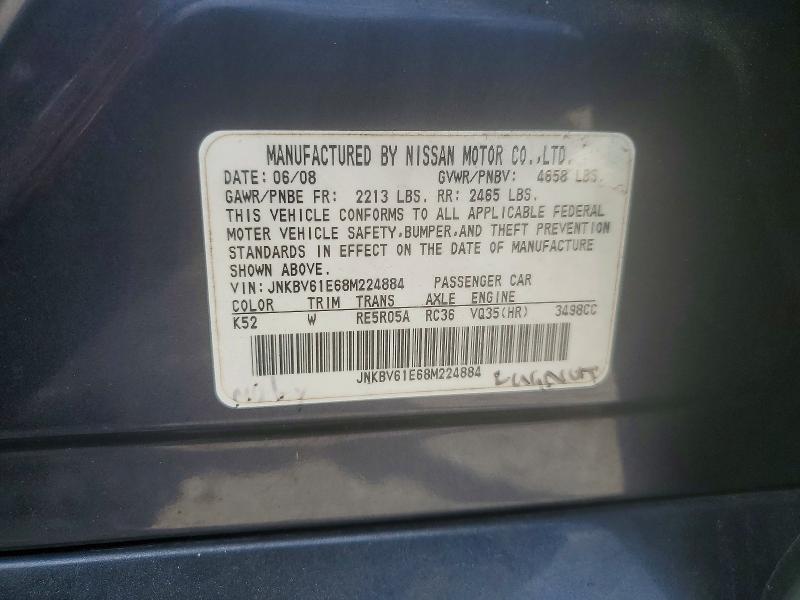 MANUFACTURED BY NISSAN MOTOR CO.,LTD.
DATE: 06/08 GVWR/PNBV: 4658 LBS.
GAWR/PNBE FR: 2213 LBS. RR: 2465 LBS.
THIS VEHICLE CONFORMS TO ALL APPLICABLE FEDERAL
MOTER VEHICLE SAFETY,BUMPER,AND THEFT PREVENTION
STANDARDS IN EFFECT ON THE DATE OF MANUFACTURE
SHOWN ABOVE.
VIN: JNKBV61E68M224884 PASSENGER CAR
COLOR TRIM TRANS AXLE ENGINE
K52 W RE5R05A RC36 VQ35(HR) 3498CC
JNKBV61E68M224884